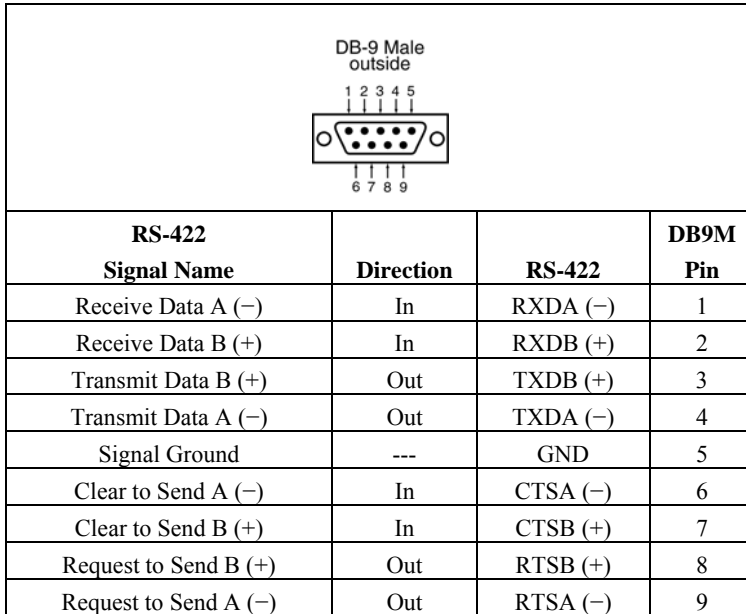 DB-9 Male
outside
1 2 3 4 5
6 7 8 9
RS-422 Signal Name Direction RS-422 DB9M Pin
Receive Data A (−) In RXDA (−) 1
Receive Data B (+) In RXDB (+) 2
Transmit Data B (+) Out TXDB (+) 3
Transmit Data A (−) Out TXDA (−) 4
Signal Ground --- GND 5
Clear to Send A (−) In CTSA (−) 6
Clear to Send B (+) In CTSB (+) 7
Request to Send B (+) Out RTSB (+) 8
Request to Send A (−) Out RTSA (−) 9